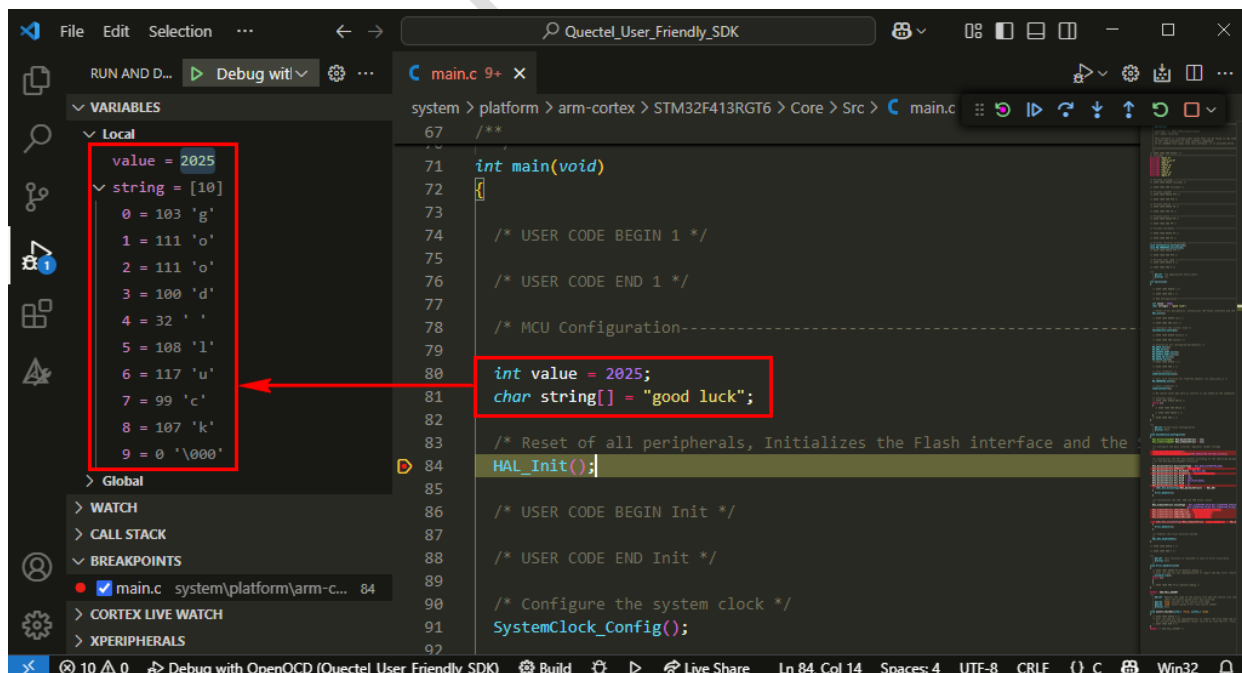 File Edit Selection ··· Quectel_User_Friendly_SDK
RUN AND D... Debug with main.c 9+
VARIABLES
Local
value = 2025
string = [10]
0 = 103 'g'
1 = 111 'o'
2 = 111 'o'
3 = 100 'd'
4 = 32 ' '
5 = 108 'l'
6 = 117 'u'
7 = 99 'c'
8 = 107 'k'
9 = 0 '\000'
Global
WATCH
CALL STACK
BREAKPOINTS
main.c system\platform\arm-c... 84
CORTEX LIVE WATCH
XPERIPHERALS
1
system > platform > arm-cortex > STM32F413RGT6 > Core > Src > main.c
67 /**
71 int main(void)
72 {
73
74 /* USER CODE BEGIN 1 */
75
76 /* USER CODE END 1 */
77
78 /* MCU Configuration--------------------------------------------------------
79
80 int value = 2025;
81 char string[] = "good luck";
82
83 /* Reset of all peripherals, Initializes the Flash interface and the
84 HAL_Init();
85
86 /* USER CODE BEGIN Init */
87
88 /* USER CODE END Init */
89
90 /* Configure the system clock */
91 SystemClock_Config();
92
10 0 Debug with OpenOCD (Quectel_User_Friendly_SDK) Build Live Share Ln 84, Col 14 Spaces: 4 UTF-8 CRLF {} C Win32